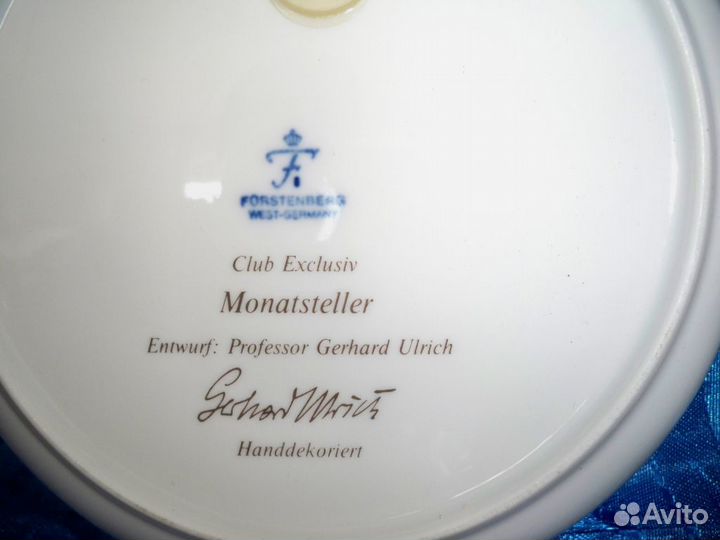 F
FÜRSTENBERG
WEST-GERMANY
Club Exclusiv
Monatsteller
Entwurf: Professor Gerhard Ulrich
Gerhard Ulrich
Handdekoriert
Avito